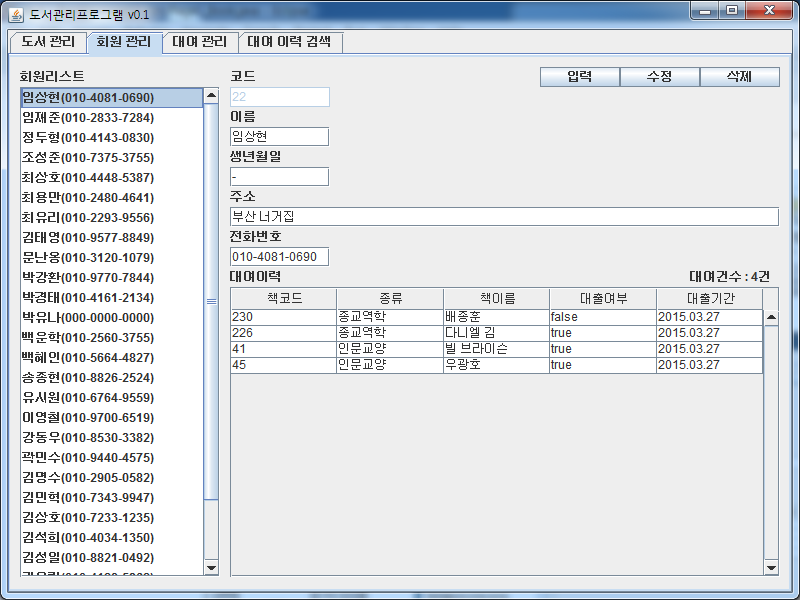 도서관리프로그램 v0.1
도서 관리 회원 관리 대여 관리 대여 이력 검색
회원리스트
임상현(010-4081-0690)
임재준(010-2833-7284)
정두형(010-4143-0830)
조성준(010-7375-3755)
최상호(010-4448-5387)
최용만(010-2480-4641)
최유리(010-2293-9556)
김태영(010-9577-8849)
문난웅(010-3120-1079)
박강환(010-9770-7844)
박경태(010-4161-2134)
박유나(000-0000-0000)
백운학(010-2560-3755)
백혜인(010-5664-4827)
송종현(010-8826-2524)
유서원(010-6764-9559)
이영철(010-9700-6519)
강동우(010-8530-3382)
곽민수(010-9440-4575)
김명수(010-2905-0582)
김민혁(010-7343-9947)
김상호(010-7233-1235)
김석희(010-4034-1350)
김성일(010-8821-0492)
코드
22
입력 수정 삭제
이름
임상현
생년월일
-
주소
부산 너거집
전화번호
010-4081-0690
대여이력 대여건수 : 4건
책코드 종류 책이름 대출여부 대출기간
230 종교역학 배종훈 false 2015.03.27
226 종교역학 다니엘 김 true 2015.03.27
41 인문교양 빌 브라이슨 true 2015.03.27
45 인문교양 우광호 true 2015.03.27